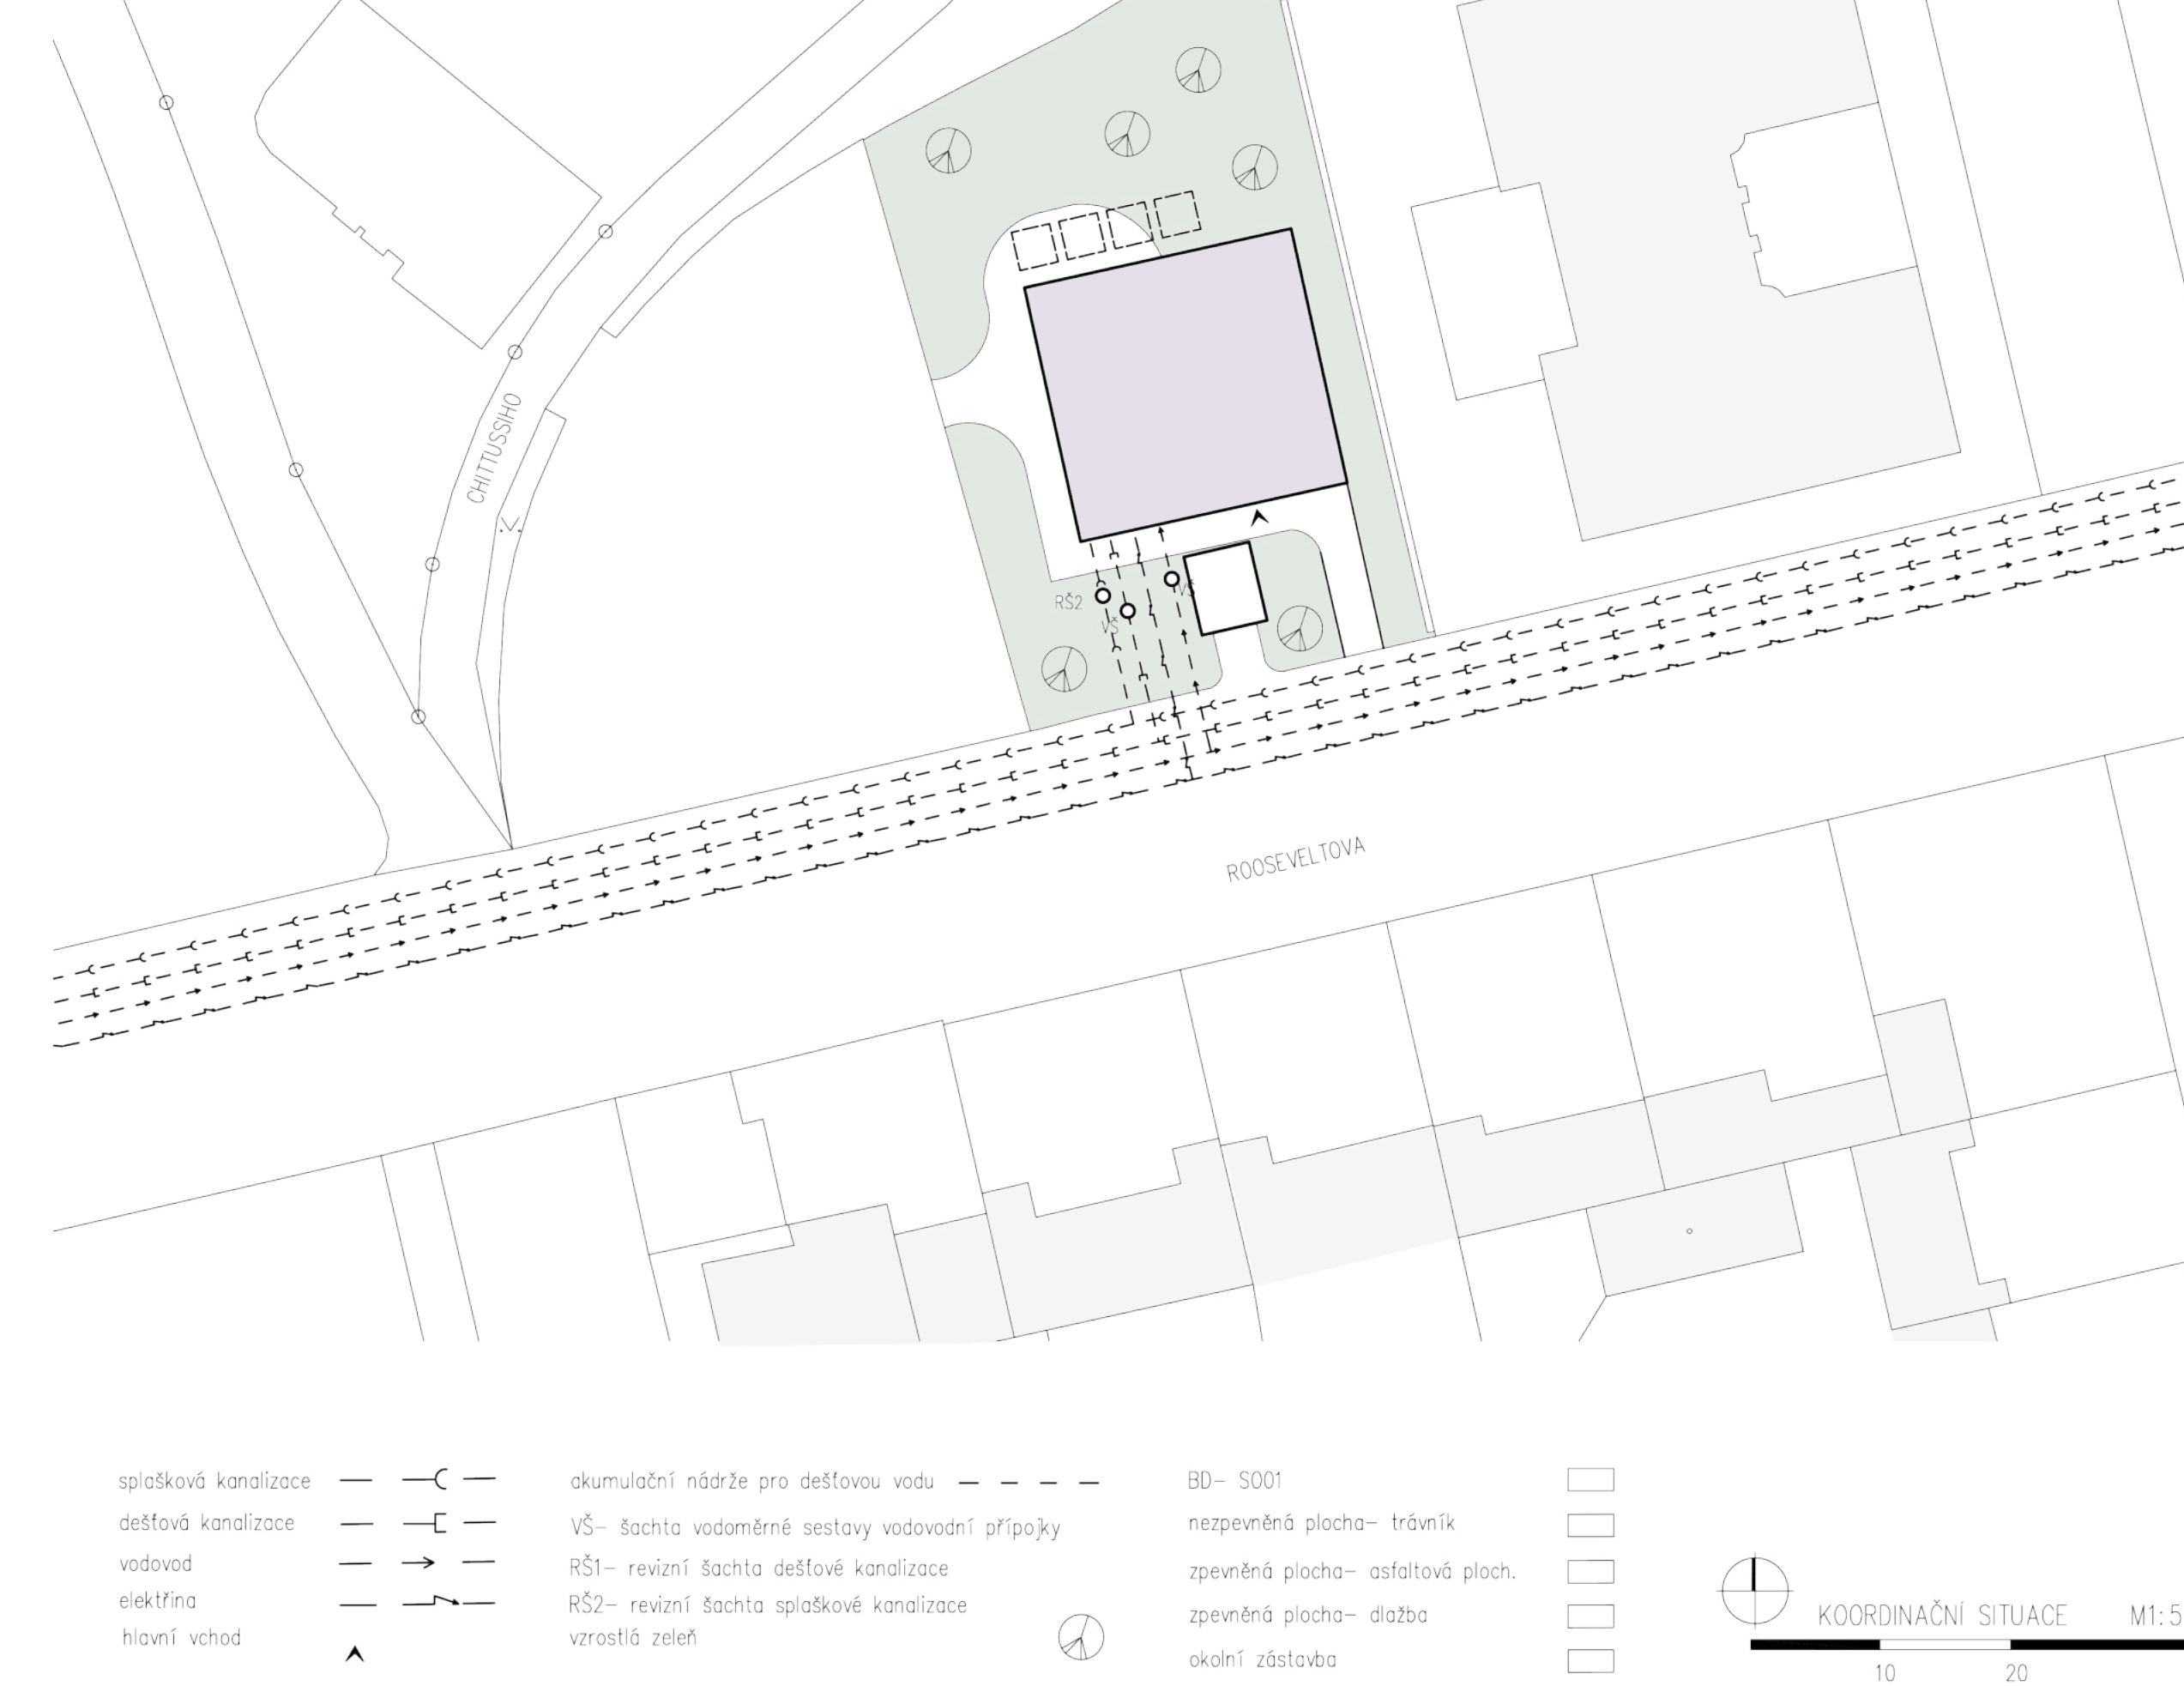 CHITTUSSIHO
RŠ2
VŠ
VŠ
ROOSEVELTOVA
splašková kanalizace
dešťová kanalizace
vodovod
elektřina
hlavní vchod
akumulační nádrže pro dešťovou vodu
VŠ- šachta vodoměrné sestavy vodovodní přípojky
RŠ1- revizní šachta dešťové kanalizace
RŠ2- revizní šachta splaškové kanalizace
vzrostlá zeleň
BD- SO01
nezpevněná plocha- trávník
zpevněná plocha- asfaltová ploch.
zpevněná plocha- dlažba
okolní zástavba
KOORDINAČNÍ SITUACE M1:5
10 20